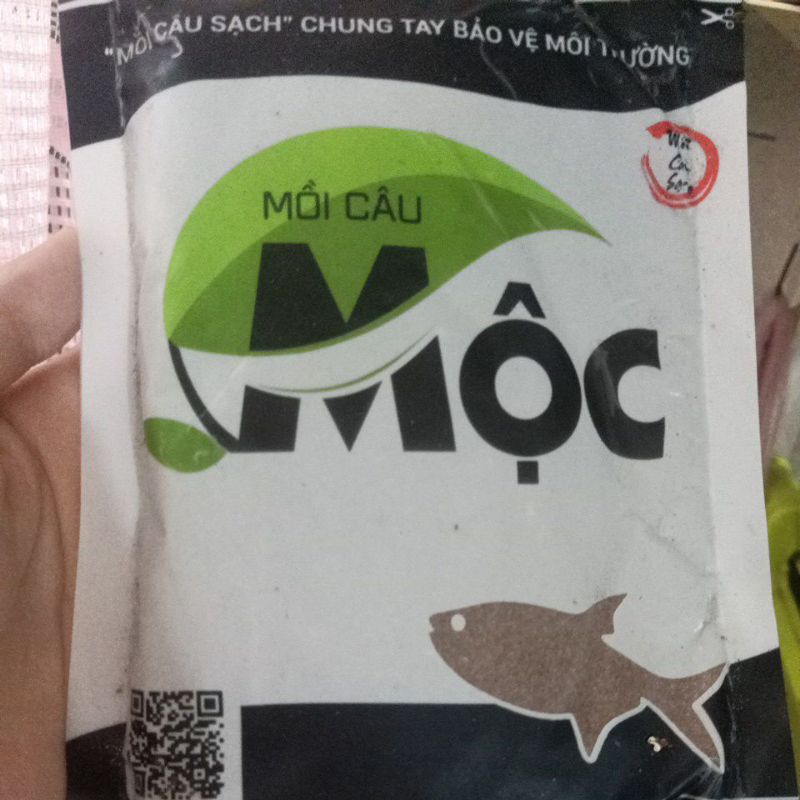 “MỒI CÂU SẠCH” CHUNG TAY BẢO VỆ MÔI TRƯỜNG
MỒI CÂU
MỘC